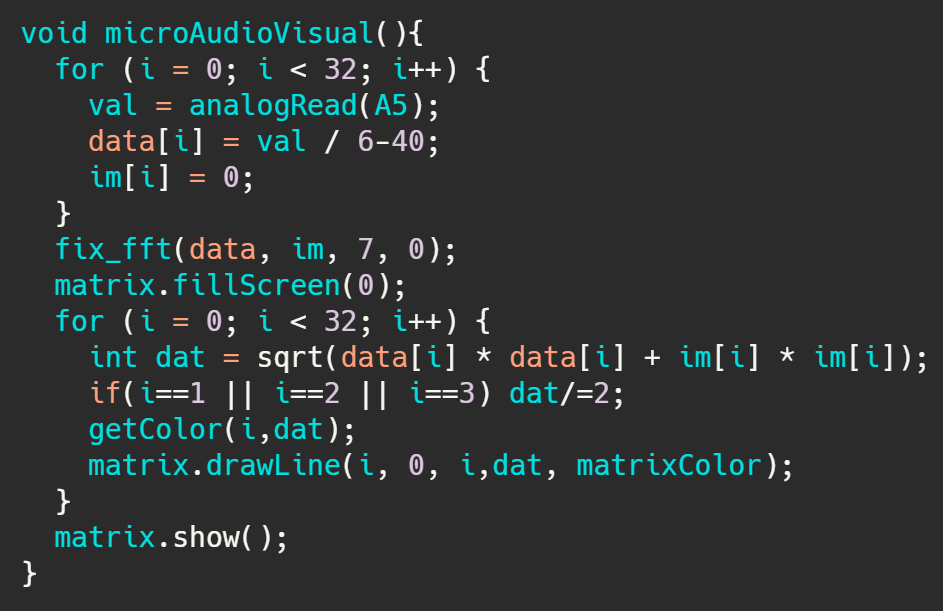 void microAudioVisual(){
  for (i = 0; i < 32; i++) {
    val = analogRead(A5);
    data[i] = val / 6-40;
    im[i] = 0;
  }
  fix_fft(data, im, 7, 0);
  matrix.fillScreen(0);
  for (i = 0; i < 32; i++) {
    int dat = sqrt(data[i] * data[i] + im[i] * im[i]);
    if(i==1 || i==2 || i==3) dat/=2;
    getColor(i,dat);
    matrix.drawLine(i, 0, i,dat, matrixColor);
  }
  matrix.show();
}